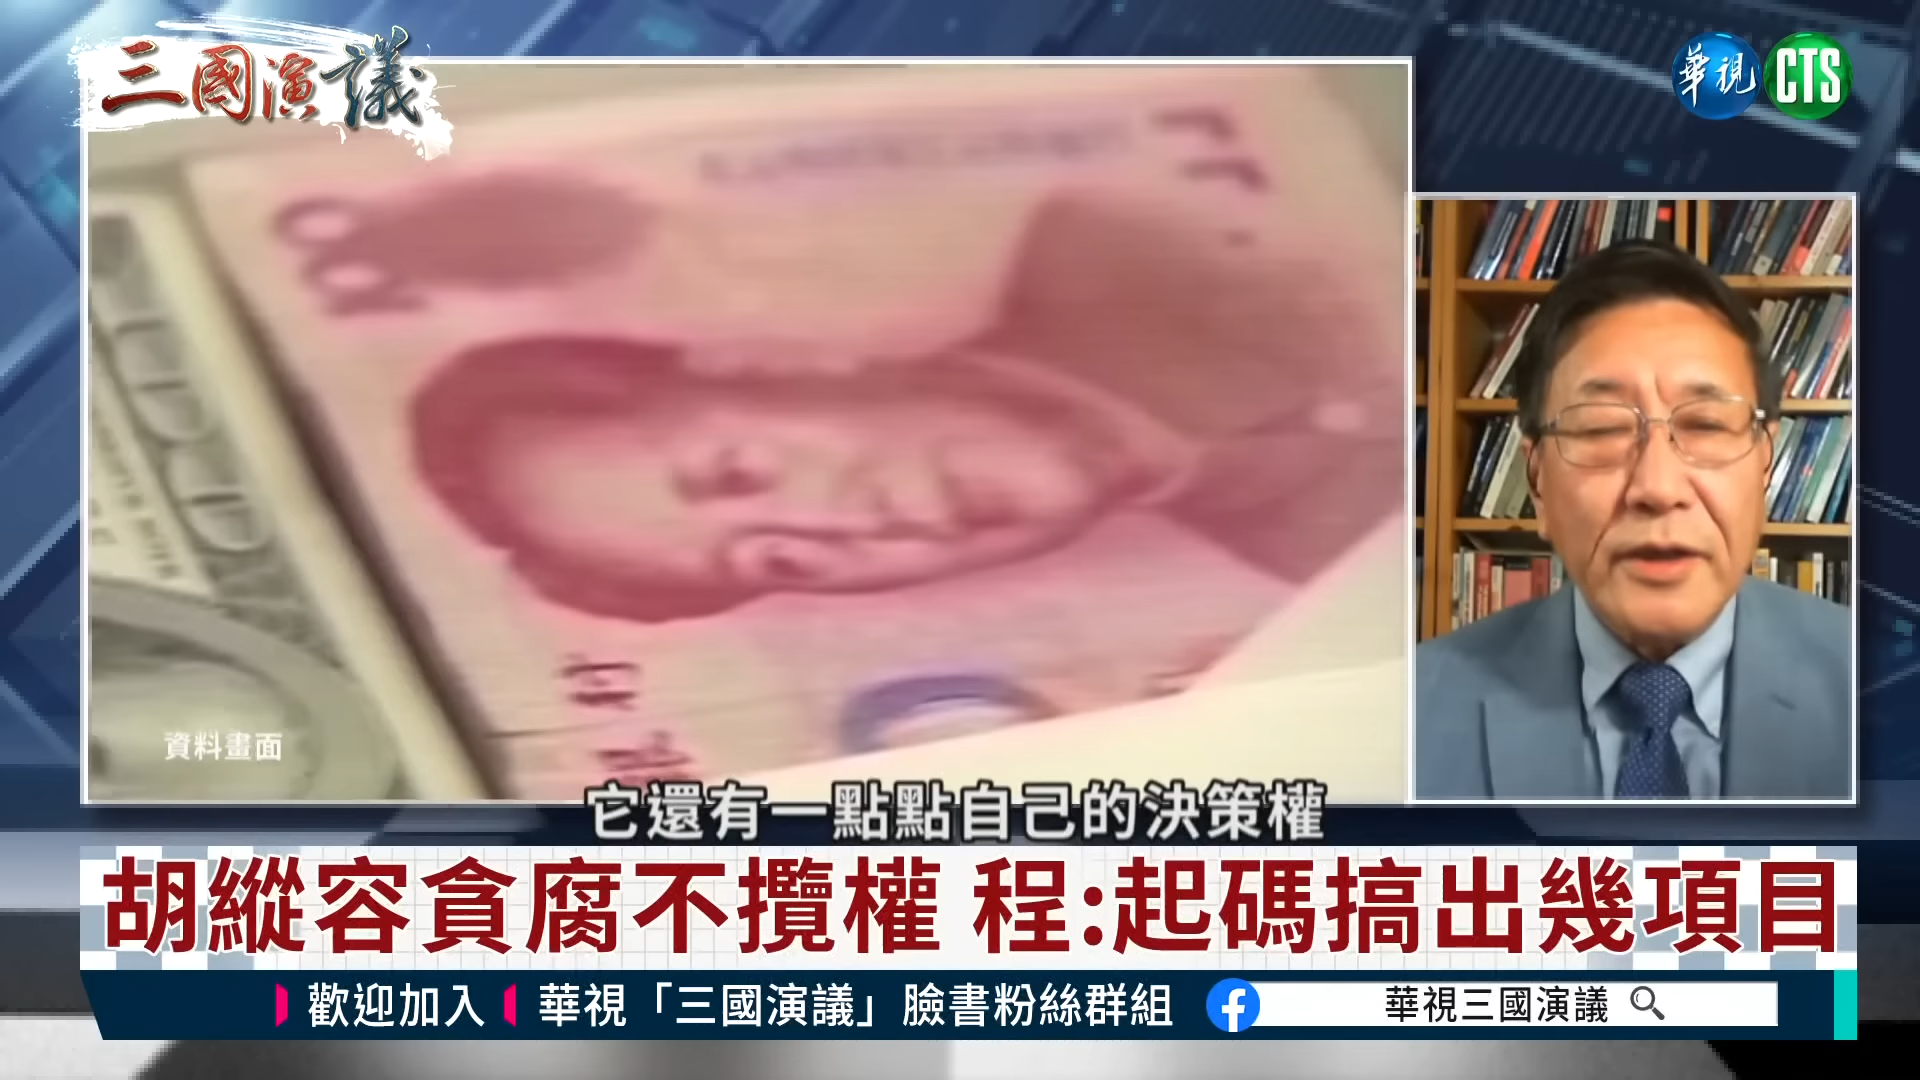 三國演議
華視 CTS
資料畫面
它還有一點點自己的決策權
胡縱容貪腐不攬權 程:起碼搞出幾項目
歡迎加入 華視「三國演議」臉書粉絲群組 華視三國演議